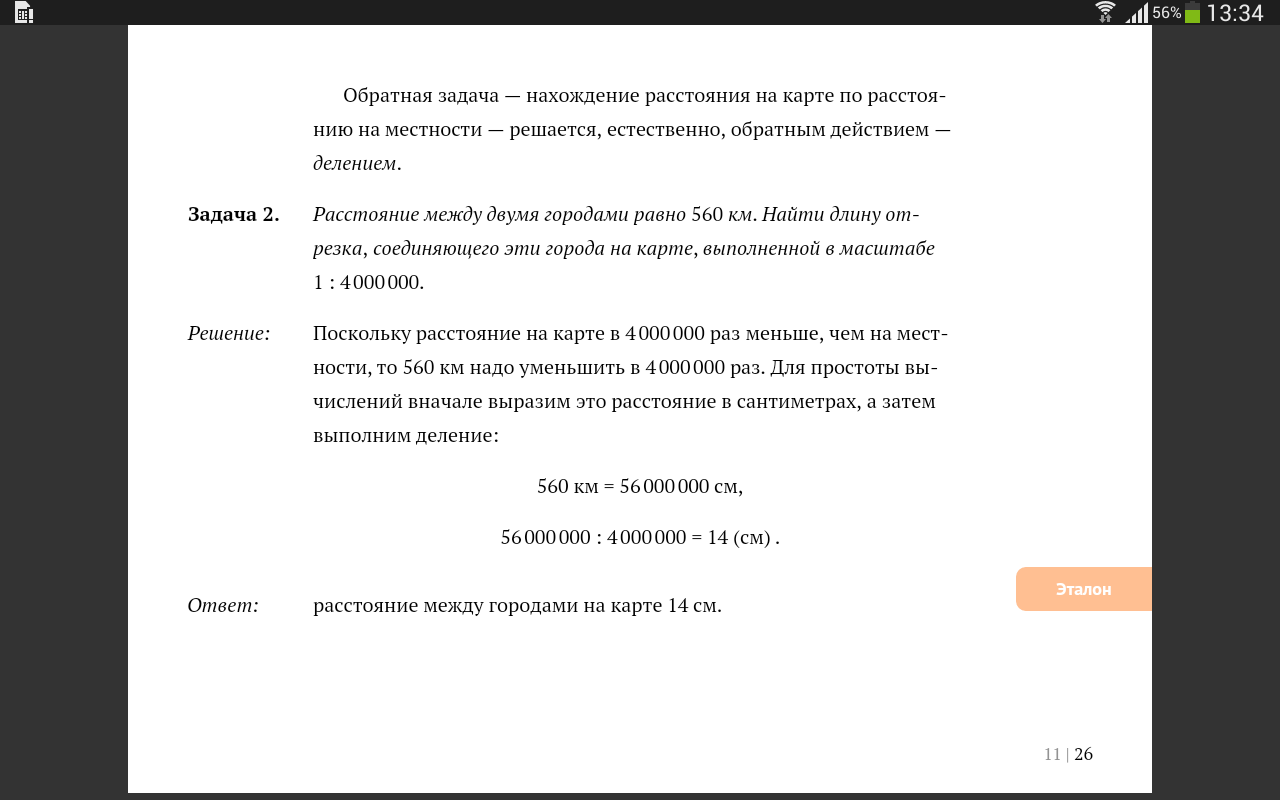 56% 13:34
Обратная задача — нахождение расстояния на карте по расстоя-
нию на местности — решается, естественно, обратным действием —
делением.
Задача 2. Расстояние между двумя городами равно 560 км. Найти длину от-
резка, соединяющего эти города на карте, выполненной в масштабе
1 : 4 000 000.
Решение: Поскольку расстояние на карте в 4 000 000 раз меньше, чем на мест-
ности, то 560 км надо уменьшить в 4 000 000 раз. Для простоты вы-
числений вначале выразим это расстояние в сантиметрах, а затем
выполним деление:
560 км = 56 000 000 см,
56 000 000 : 4 000 000 = 14 (см) .
Эталон
Ответ: расстояние между городами на карте 14 см.
11 | 26